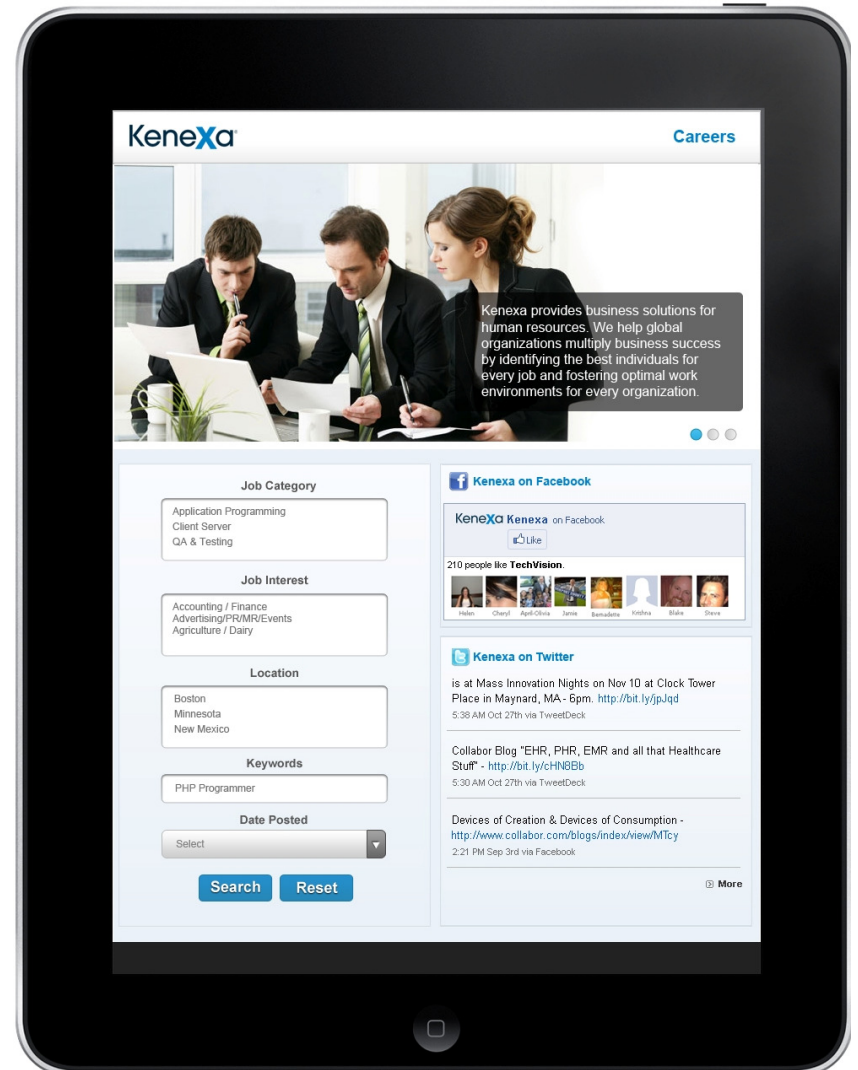 Kenexa
Careers
Kenexa provides business solutions for
human resources. We help global
organizations multiply business success
by identifying the best individuals for
every job and fostering optimal work
environments for every organization.
Job Category
Application Programming
Client Server
QA & Testing
Job Interest
Accounting / Finance
Advertising/PR/MR/Events
Agriculture / Dairy
Location
Boston
Minnesota
New Mexico
Keywords
PHP Programmer
Date Posted
Select
Search Reset
f Kenexa on Facebook
Kenexa Kenexa on Facebook
Like
210 people like TechVision.
Helen Cheryl April-Olivia Jamie Bernadette Krishna Blake Steve
t Kenexa on Twitter
is at Mass Innovation Nights on Nov 10 at Clock Tower
Place in Maynard, MA - 6pm. http://bit.ly/jpJqd
5:38 AM Oct 27th via TweetDeck
Collabor Blog "EHR, PHR, EMR and all that Healthcare
Stuff" - http://bit.ly/cHN8Bb
5:30 AM Oct 27th via TweetDeck
Devices of Creation & Devices of Consumption -
http://www.collabor.com/blogs/index/view/MTcy
2:21 PM Sep 3rd via Facebook
More